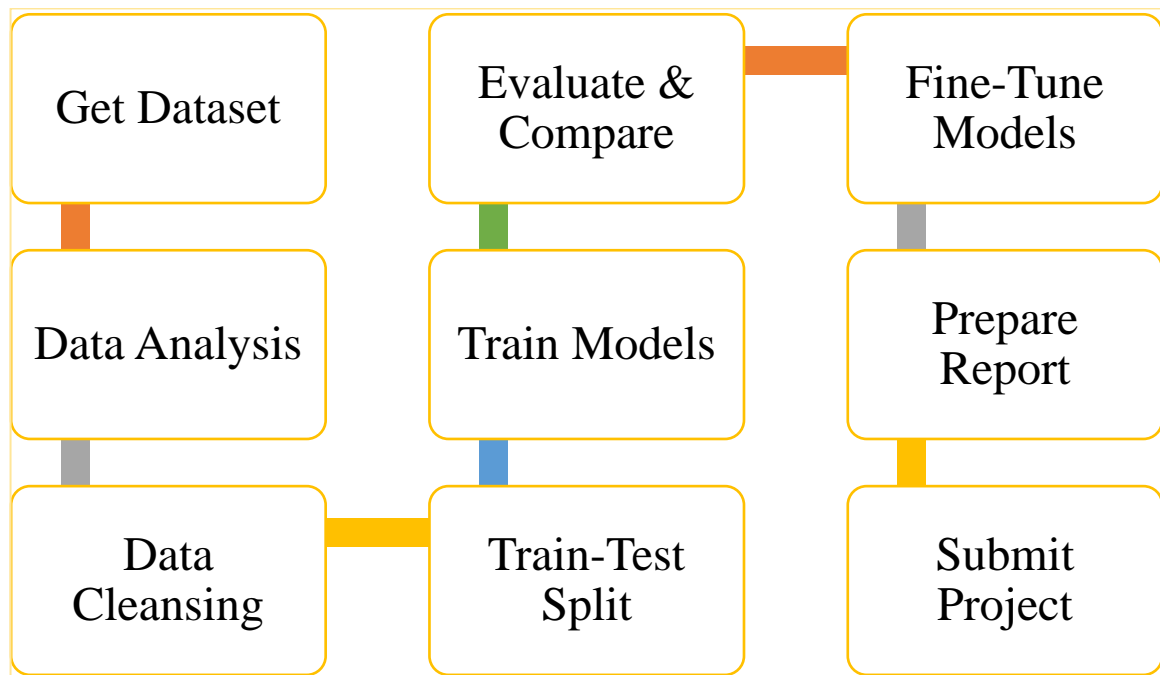 Get Dataset
Data Analysis
Data
Cleansing
Train-Test
Split
Train Models
Evaluate &
Compare
Fine-Tune
Models
Prepare
Report
Submit
Project